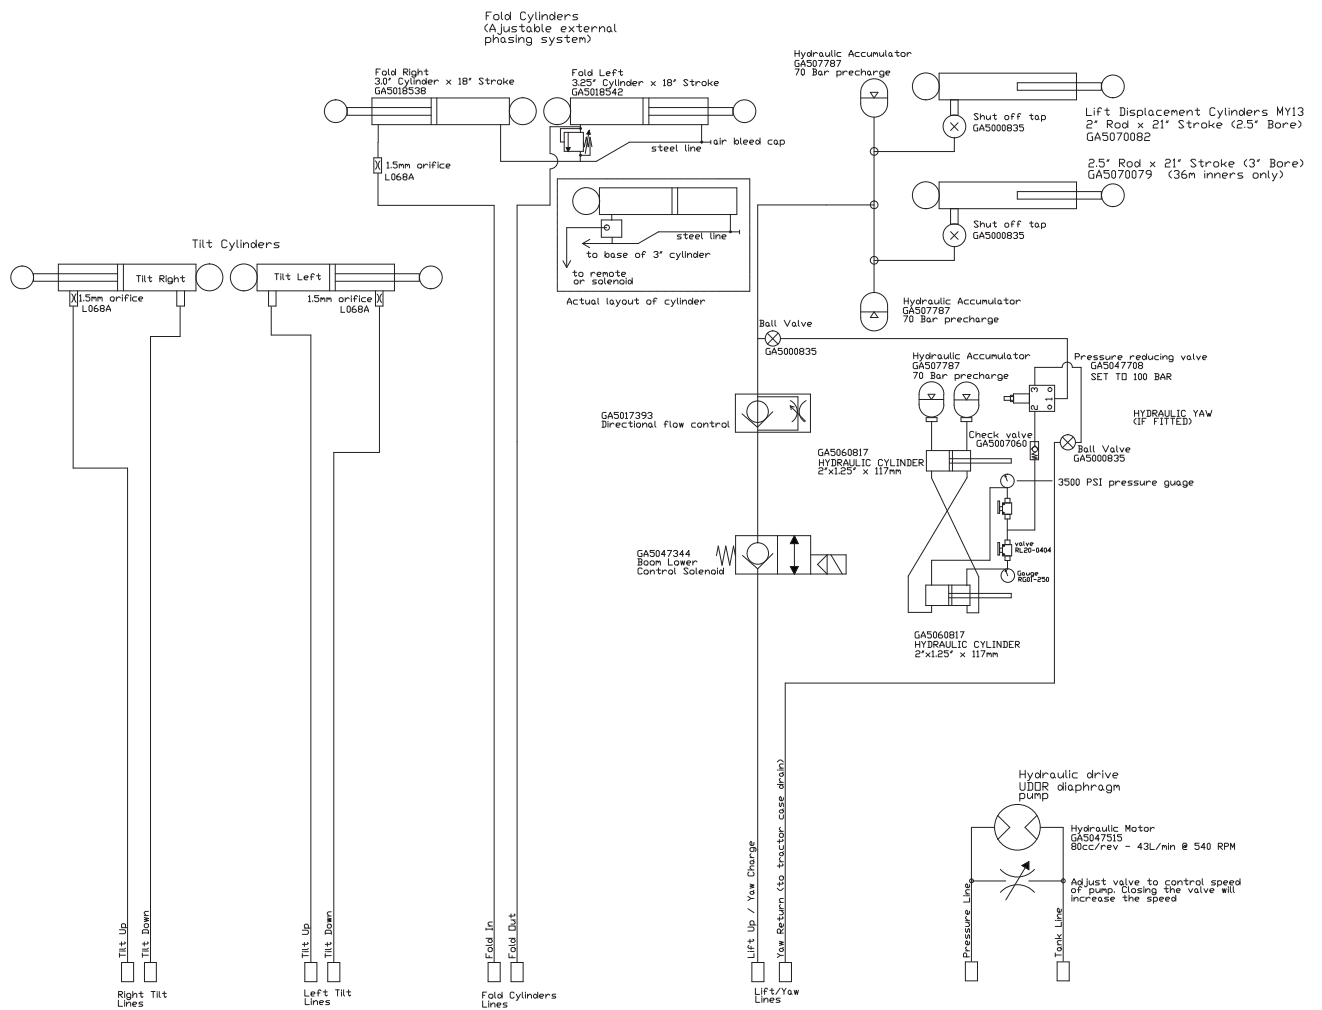 Fold Cylinders
(Ajustable external
phasing system)
Fold Right
3.0" Cylinder x 18" Stroke
GA5018538
Fold Left
3.25" Cylinder x 18" Stroke
GA5018542
1.5mm orifice
L068A
steel line
air bleed cap
Hydraulic Accumulator
GA507787
70 Bar precharge
Shut off tap
GA5000835
Lift Displacement Cylinders MY13
2" Rod x 21" Stroke (2.5" Bore)
GA5070082
2.5" Rod x 21" Stroke (3" Bore)
GA5070079 (36m inners only)
Shut off tap
GA5000835
Hydraulic Accumulator
GA507787
70 Bar precharge
steel line
to base of 3" cylinder
to remote
or solenoid
Actual layout of cylinder
Tilt Cylinders
Tilt Right
1.5mm orifice
L068A
Tilt Left
1.5mm orifice
L068A
Ball Valve
GA5000835
GA5017393
Directional flow control
GA5047344
Boom Lower
Control Solenoid
Hydraulic Accumulator
GA507787
70 Bar precharge
Pressure reducing valve
GA5047708
SET TO 100 BAR
3
2
1
HYDRAULIC YAW
(IF FITTED)
Check valve
GA5007060
Ball Valve
GA5000835
GA5060817
HYDRAULIC CYLINDER
2"x1.25" x 117mm
3500 PSI pressure guage
valve
RL20-0404
Gauge
RG01-250
GA5060817
HYDRAULIC CYLINDER
2"x1.25" x 117mm
Hydraulic drive
UDOR diaphragm
pump
Hydraulic Motor
GA5047515
80cc/rev - 43L/min @ 540 RPM
Adjust valve to control speed
of pump. Closing the valve will
increase the speed
Tilt Up
Tilt Down
Right Tilt
Lines
Tilt Up
Tilt Down
Left Tilt
Lines
Fold In
Fold Out
Fold Cylinders
Lines
Lift Up / Yaw Charge
Yaw Return (to tractor case drain)
Lift/Yaw
Lines
Pressure Line
Tank Line